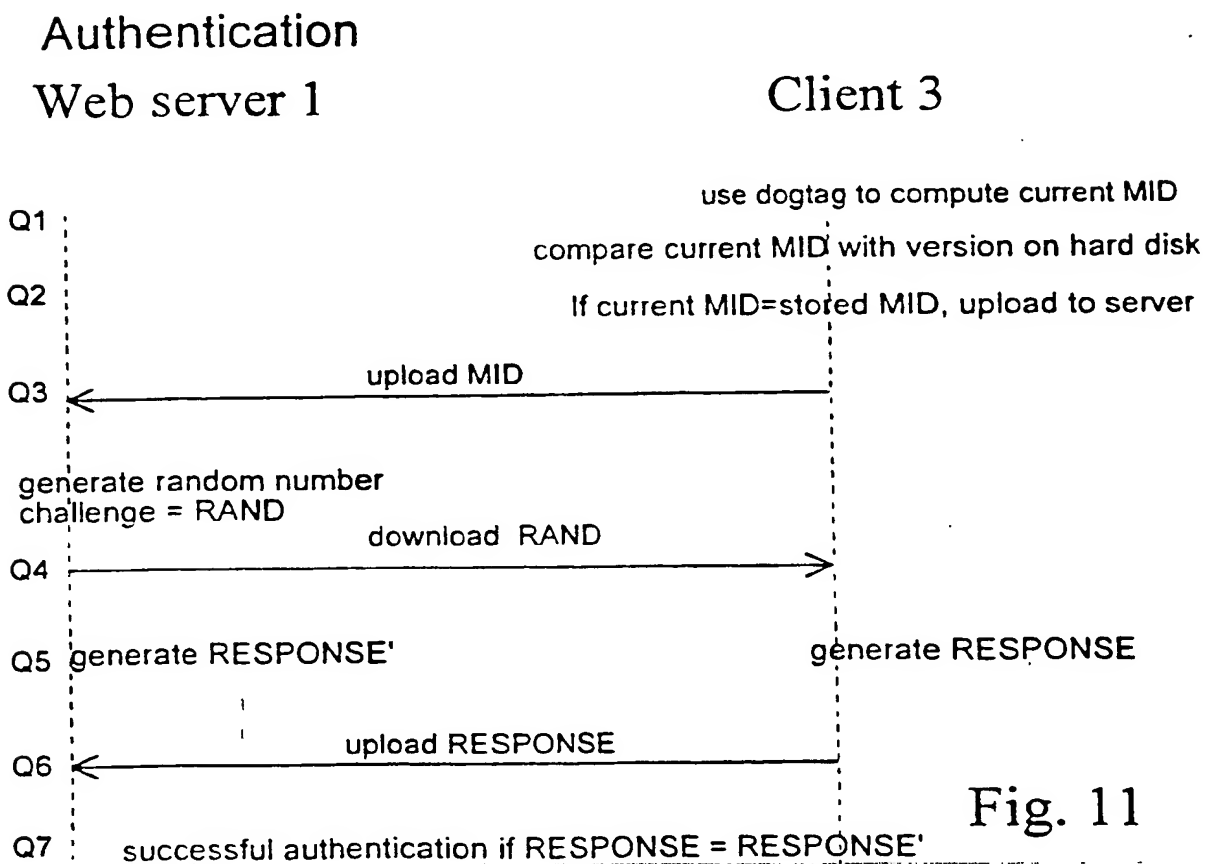 Authentication
Web server 1
Client 3
use dogtag to compute current MID
Q1
compare current MID with version on hard disk
Q2
If current MID=stored MID, upload to server
upload MID
Q3
generate random number
challenge = RAND
download RAND
Q4
Q5 generate RESPONSE'
generate RESPONSE
upload RESPONSE
Q6
Fig. 11
Q7 successful authentication if RESPONSE = RESPONSE'